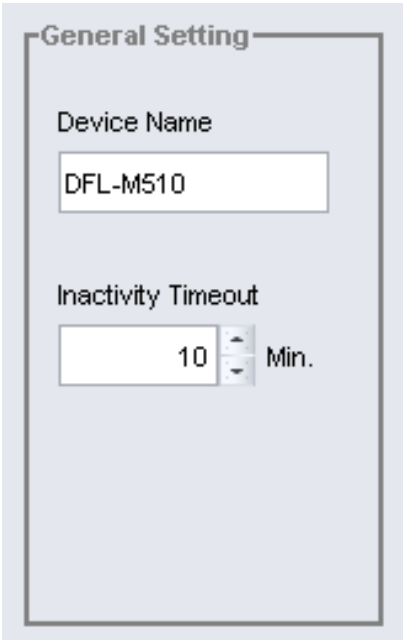 General Setting
Device Name
DFL-M510
Inactivity Timeout
10 Min.